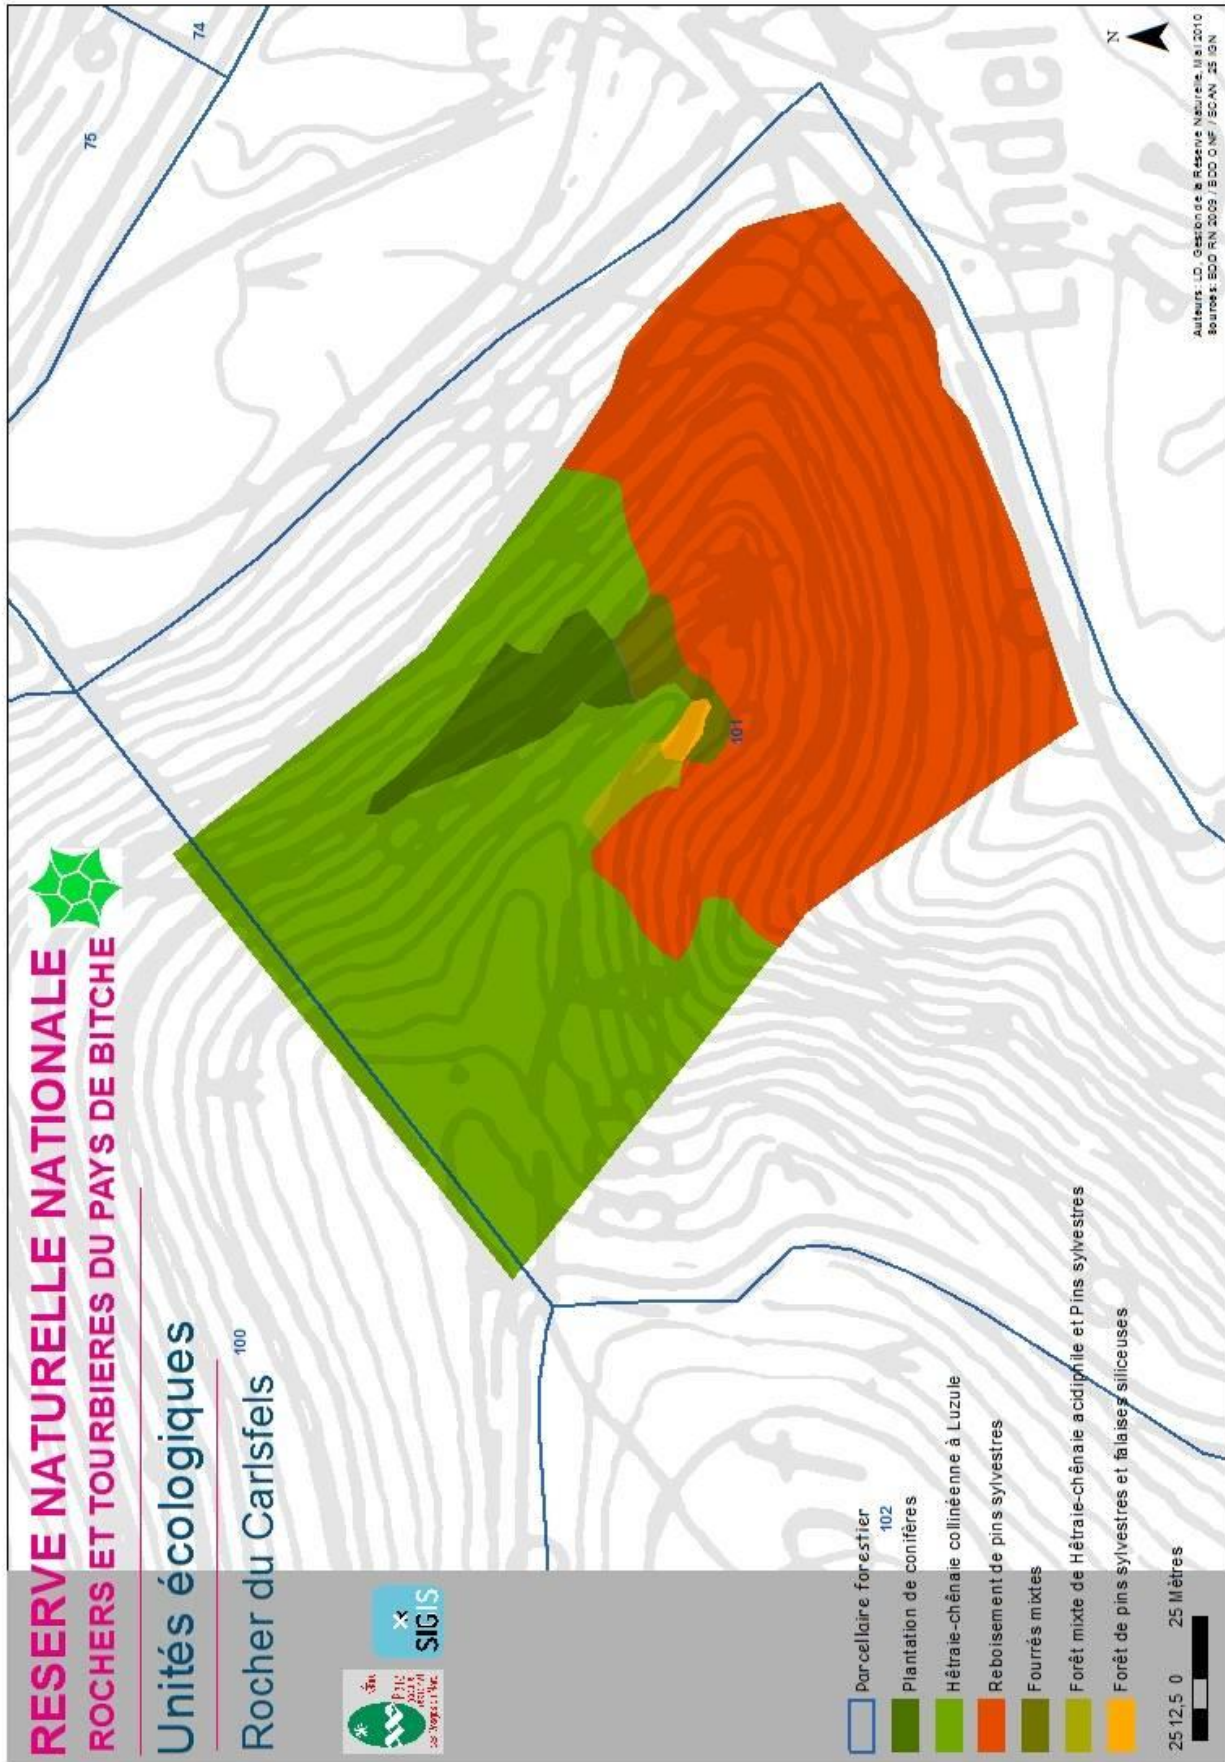 RESERVE NATURELLE NATIONALE
ROCHERS ET TOURBIERES DU PAYS DE BITCHE
Unités écologiques
Rocher du Carlsfels
100
74
75
101
102
Lindel
N
SIGIS
Parc
Parcellaire forestier
Plantation de conifères
Hêtraie-chênaie collinéenne à Luzule
Reboisement de pins sylvestres
Fourrés mixtes
Forêt mixte de Hêtraie-chênaie acidiphile et Pins sylvestres
Forêt de pins sylvestres et falaises siliceuses
25 12,5 0 25 Mètres
Auteurs : LD, Gestion de la Réserve Naturelle, Mai 2010
Sources : BDD RN 2009 / BDD ONF / SCAN 25 IGN